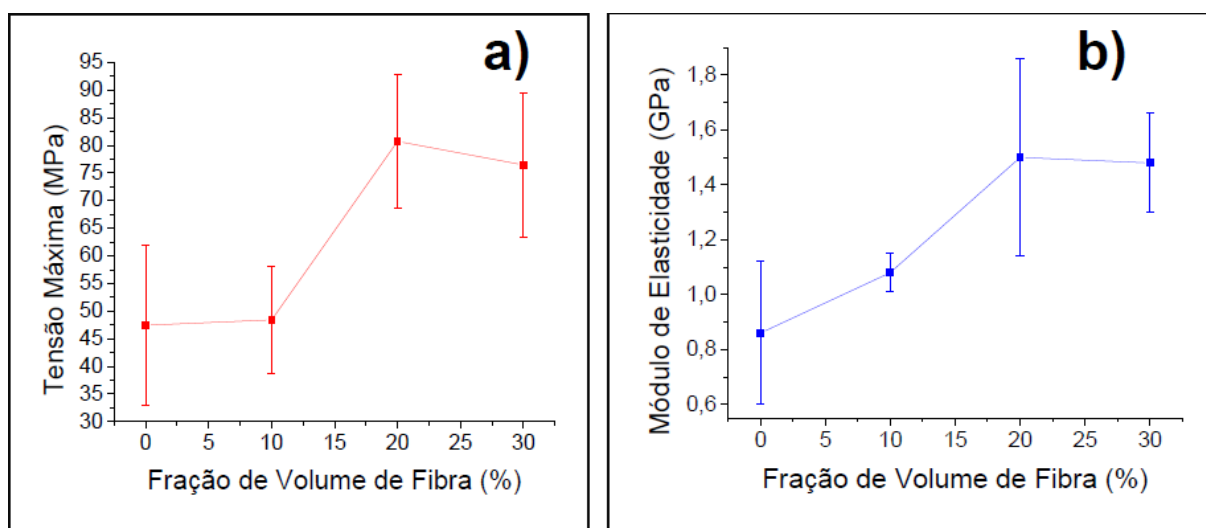 a)
Tensão Máxima (MPa)
95
90
85
80
75
70
65
60
55
50
45
40
35
30
0 5 10 15 20 25 30
Fração de Volume de Fibra (%)
b)
Módulo de Elasticidade (GPa)
1,8
1,6
1,4
1,2
1,0
0,8
0,6
0 5 10 15 20 25 30
Fração de Volume de Fibra (%)